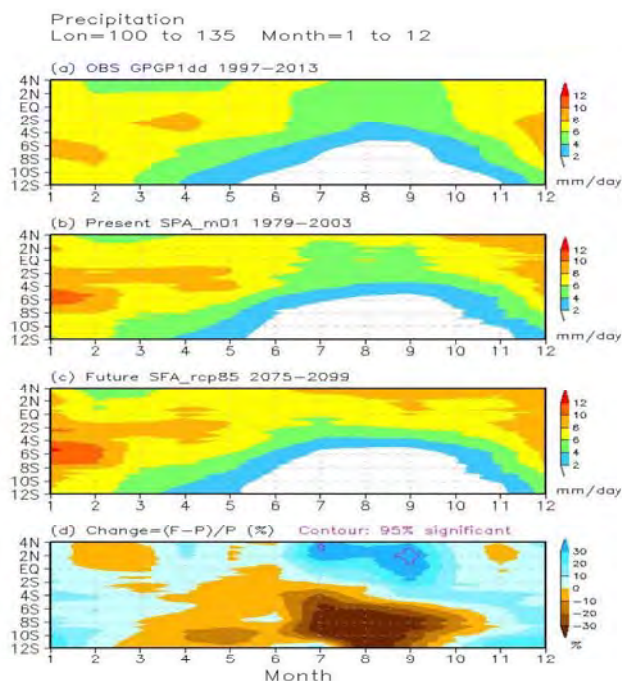 Precipitation
Lon=100 to 135 Month=1 to 12
(a) OBS GPGP1dd 1997-2013
4N
2N
EQ
2S
4S
6S
8S
10S
12S
1 2 3 4 5 6 7 8 9 10 11 12
12
10
8
6
4
2
mm/day
(b) Present SPA_m01 1979-2003
4N
2N
EQ
2S
4S
6S
8S
10S
12S
1 2 3 4 5 6 7 8 9 10 11 12
12
10
8
6
4
2
mm/day
(c) Future SFA_rcp85 2075-2099
4N
2N
EQ
2S
4S
6S
8S
10S
12S
1 2 3 4 5 6 7 8 9 10 11 12
12
10
8
6
4
2
mm/day
(d) Change=(F-P)/P (%) Contour: 95% significant
4N
2N
EQ
2S
4S
6S
8S
10S
12S
1 2 3 4 5 6 7 8 9 10 11 12
30
20
10
0
-10
-20
-30
%
Month